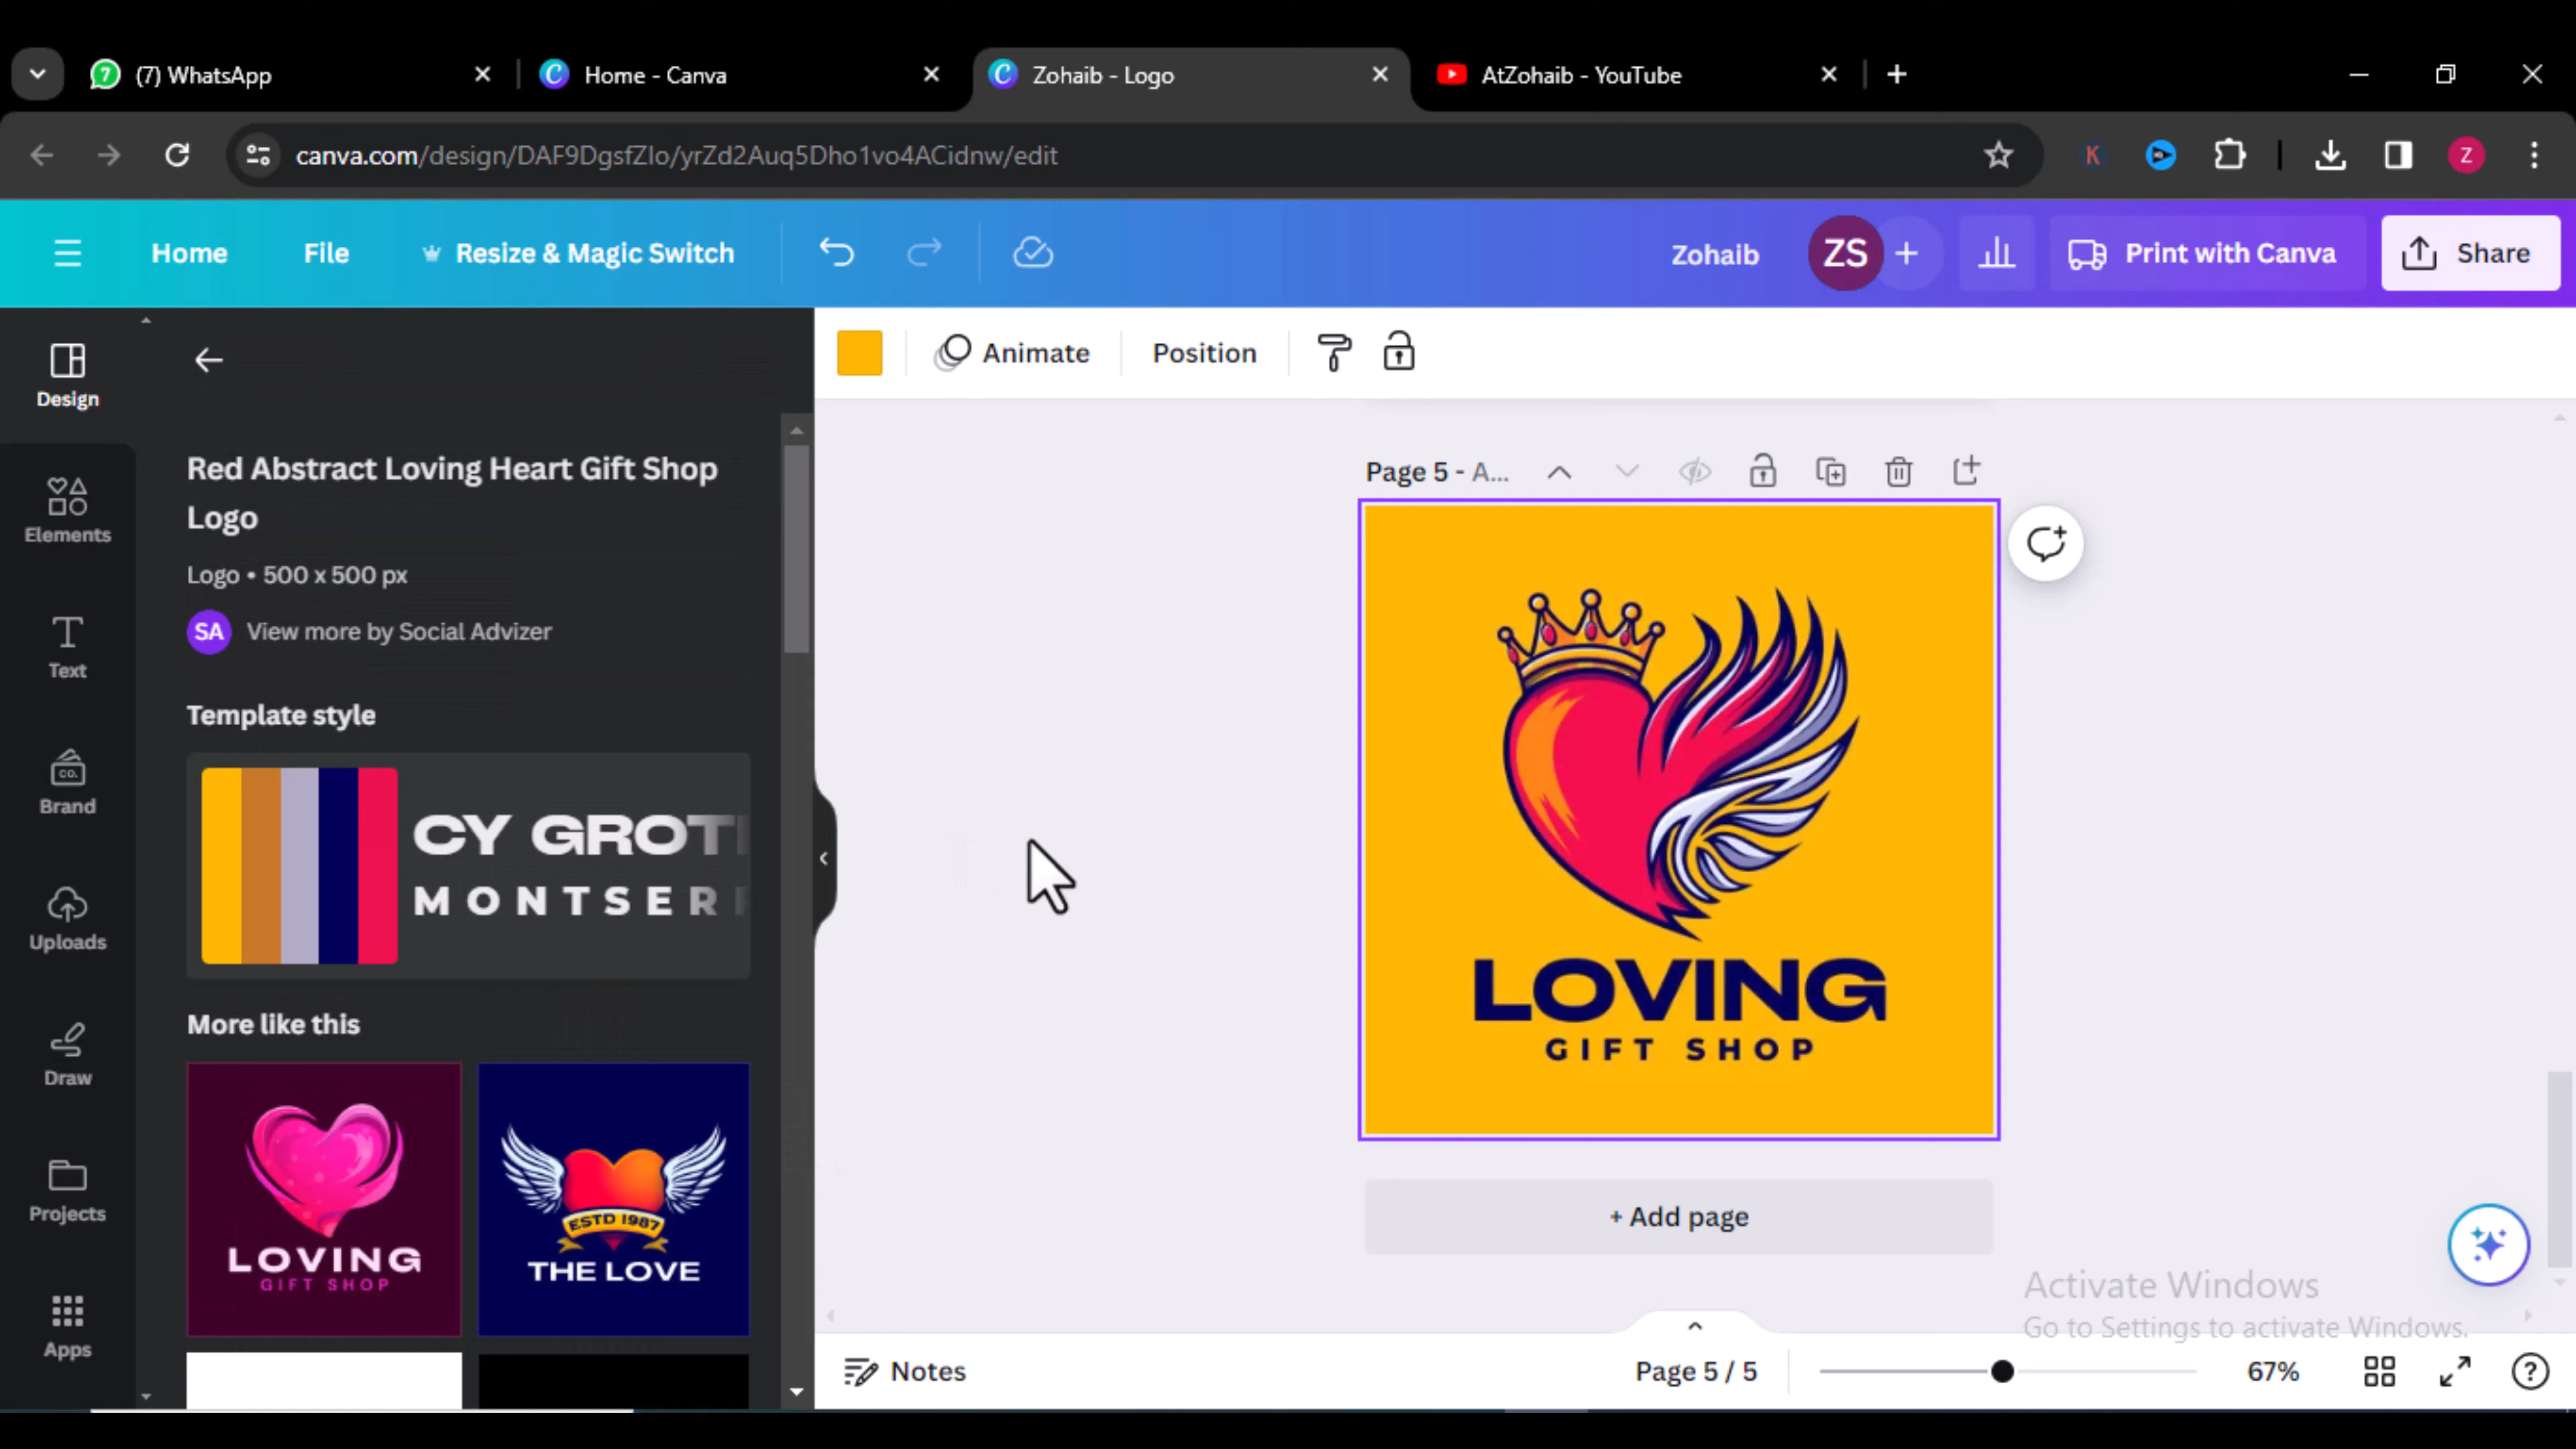 (7) WhatsApp
Home - Canva
Zohaib - Logo
AtZohaib - YouTube
canva.com/design/DAF9DgsfZlo/yrZd2Auq5Dho1vo4ACidnw/edit
K
Z
Home
File
Resize & Magic Switch
Zohaib
ZS
Print with Canva
Share
Design
Elements
Text
CO.
Brand
Uploads
Draw
Projects
Apps
Red Abstract Loving Heart Gift Shop
Logo
Logo • 500 x 500 px
SA
View more by Social Advizer
Template style
CY GROT
MONTSER
More like this
LOVING
GIFT SHOP
ESTD 1987
THE LOVE
Animate
Position
Page 5 - A...
LOVING
GIFT SHOP
+ Add page
Activate Windows
Go to Settings to activate Windows.
Notes
Page 5 / 5
67%